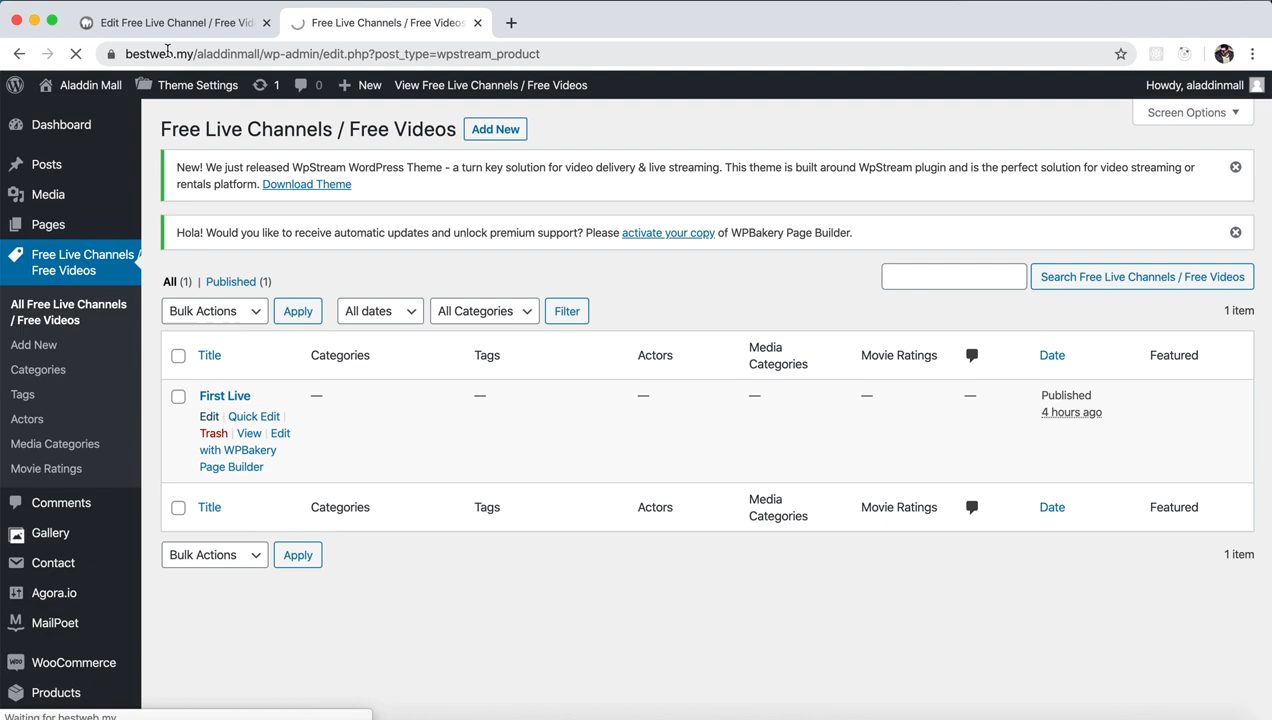 Edit Free Live Channel / Free Vid
Free Live Channels / Free Videos
bestweb.my/aladdinmall/wp-admin/edit.php?post_type=wpstream_product
Aladdin Mall
Theme Settings
1
0
New
View Free Live Channels / Free Videos
Howdy, aladdinmall
Dashboard
Posts
Media
Pages
Free Live Channels /
Free Videos
All Free Live Channels
/ Free Videos
Add New
Categories
Tags
Actors
Media Categories
Movie Ratings
Comments
Gallery
Contact
Agora.io
MailPoet
WooCommerce
Products
Waiting for bestweb.my
Screen Options
Free Live Channels / Free Videos
Add New
New! We just released WpStream WordPress Theme - a turn key solution for video delivery & live streaming. This theme is built around WpStream plugin and is the perfect solution for video streaming or
rentals platform. Download Theme
Hola! Would you like to receive automatic updates and unlock premium support? Please activate your copy of WPBakery Page Builder.
All (1) | Published (1)
Search Free Live Channels / Free Videos
Bulk Actions
Apply
All dates
All Categories
Filter
1 item
Title
Categories
Tags
Actors
Media
Categories
Movie Ratings
Date
Featured
First Live
Edit | Quick Edit |
Trash | View | Edit
with WPBakery
Page Builder
—
—
—
—
—
—
Published
4 hours ago
Title
Categories
Tags
Actors
Media
Categories
Movie Ratings
Date
Featured
Bulk Actions
Apply
1 item